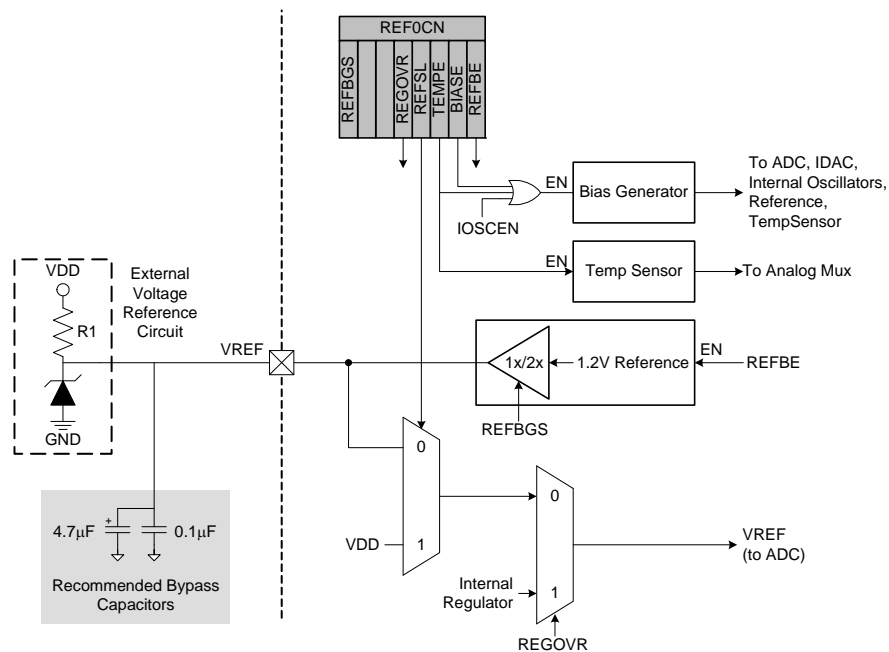 REF0CN
REFBGS
REGOVR
REFSL
TEMPE
BIASE
REFBE
IOSCEN
EN
Bias Generator
To ADC, IDAC,
Internal Oscillators,
Reference,
TempSensor
EN
Temp Sensor
To Analog Mux
VDD
R1
GND
External
Voltage
Reference
Circuit
VREF
1x/2x
1.2V Reference
EN
REFBE
REFBGS
0
1
VDD
0
1
Internal
Regulator
REGOVR
VREF
(to ADC)
4.7µF
+
0.1µF
Recommended Bypass
Capacitors